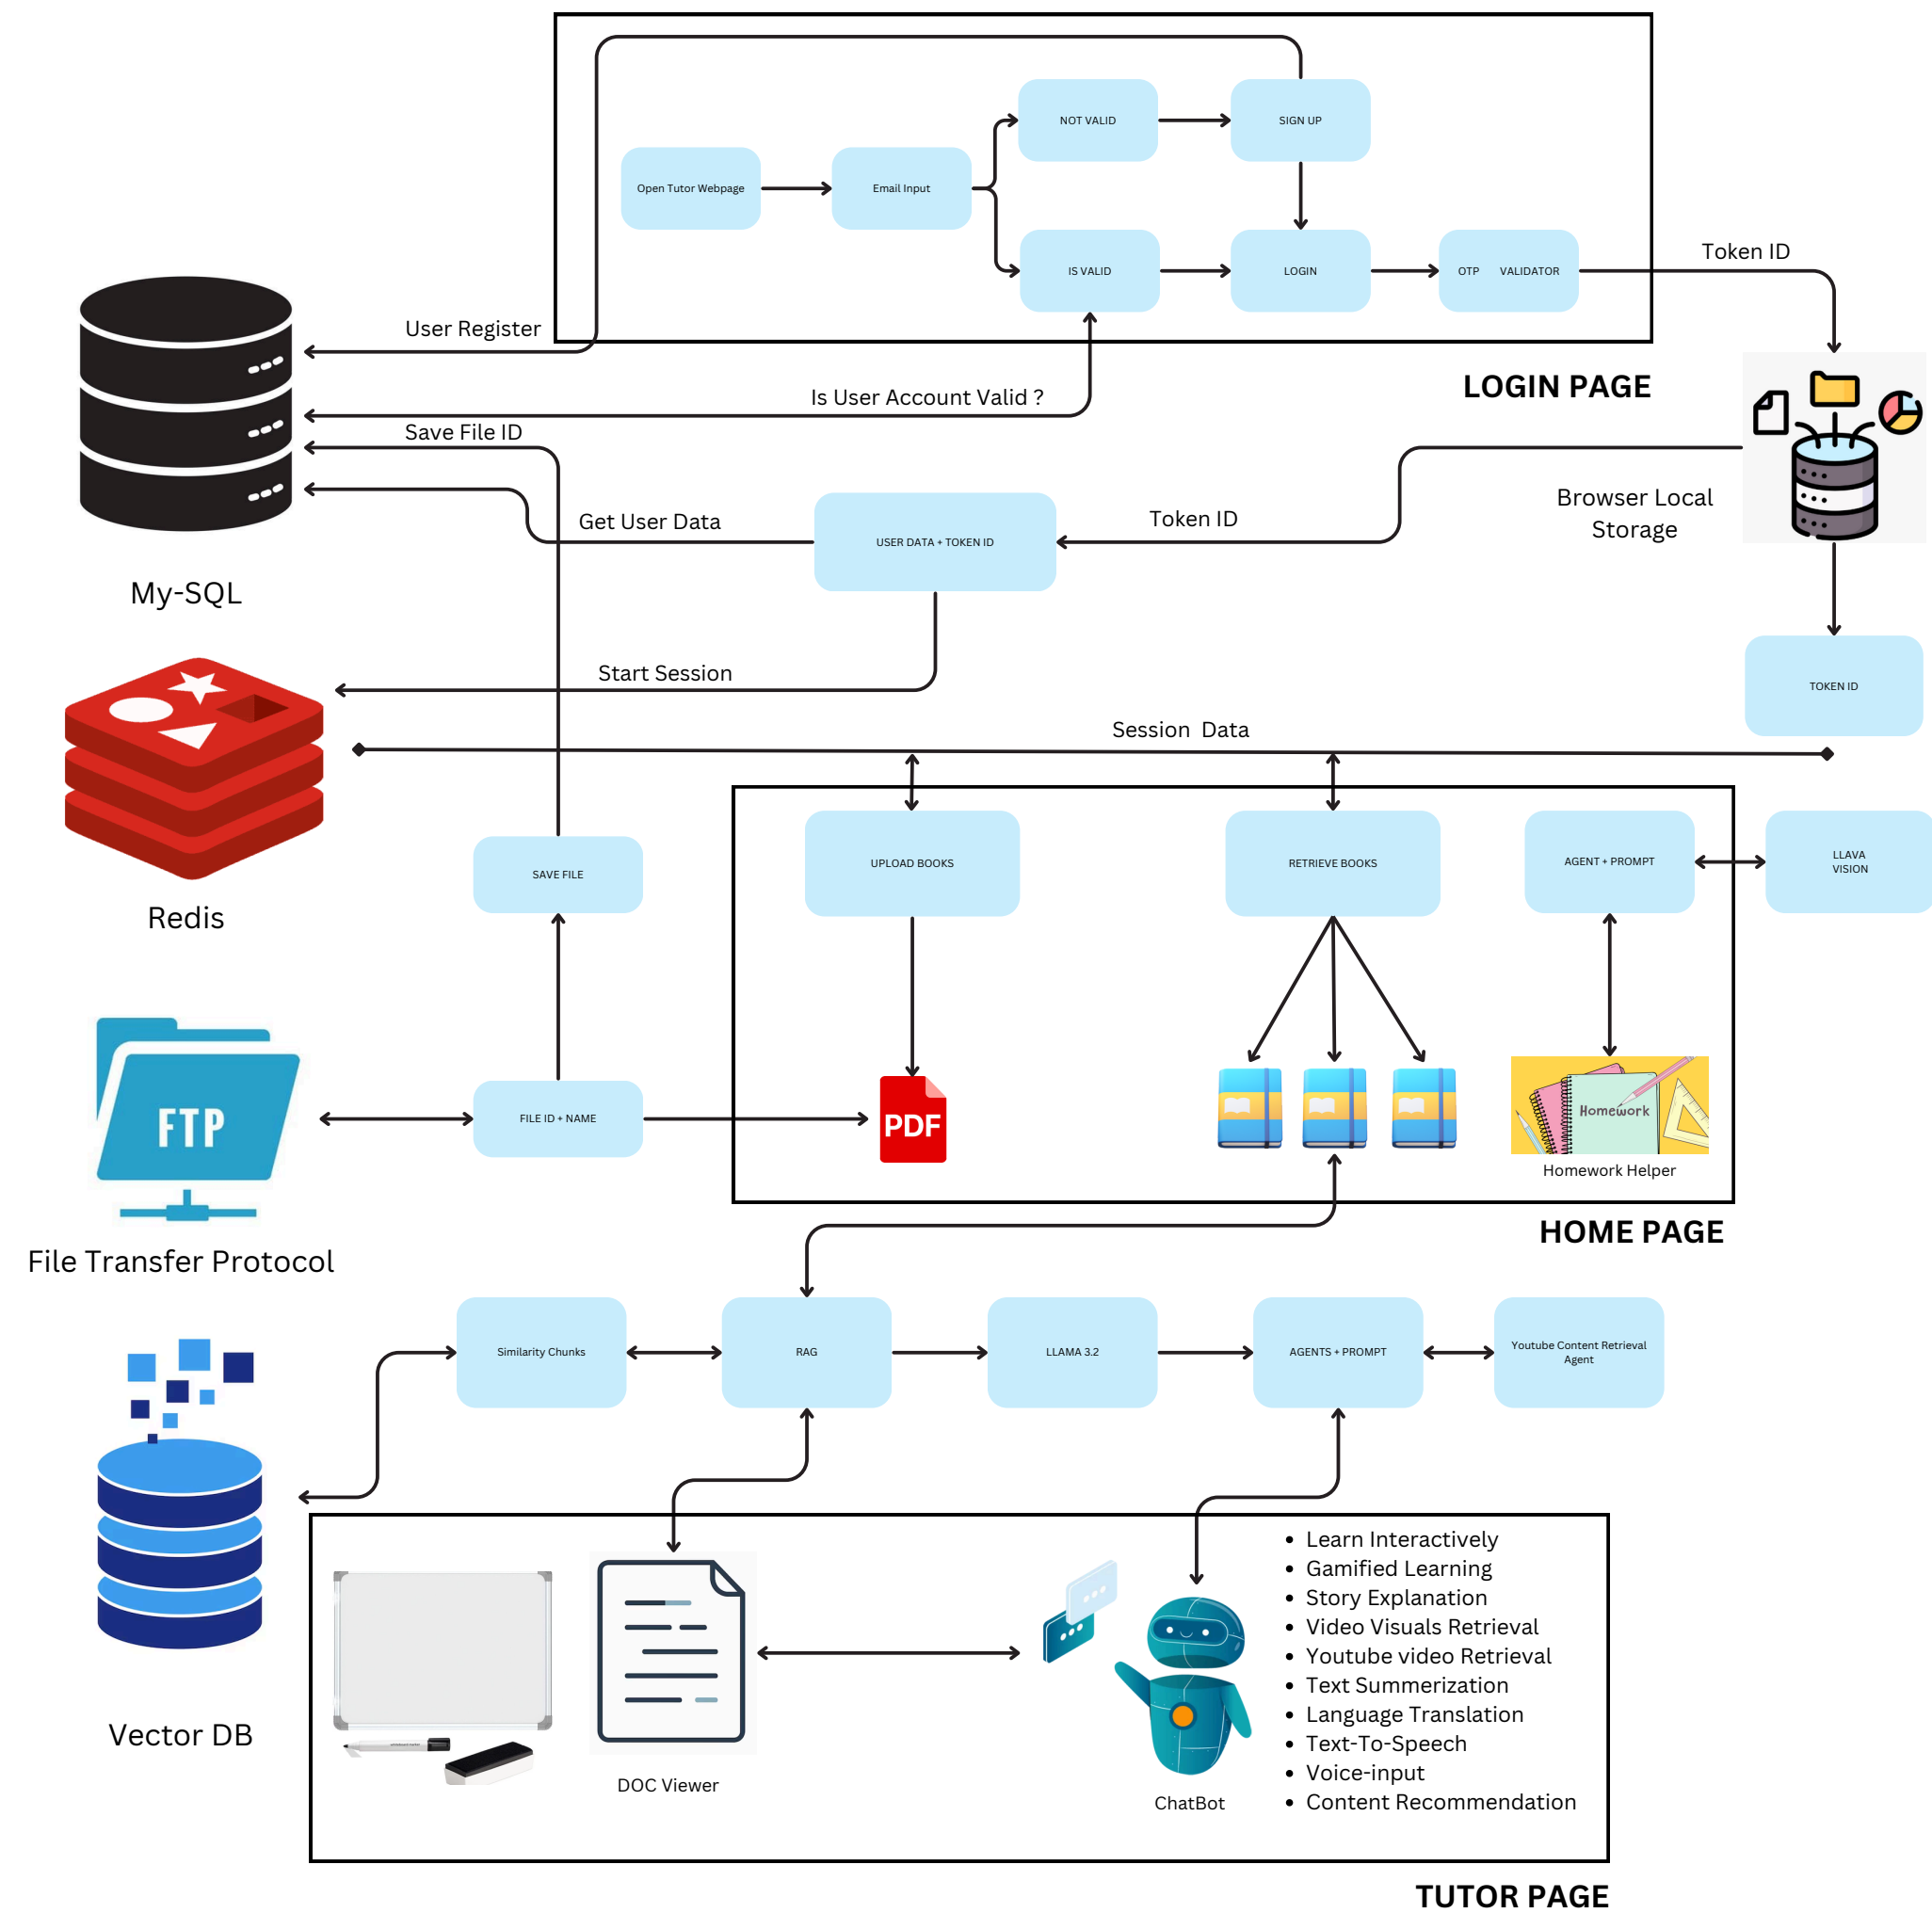 NOT VALID
SIGN UP
Open Tutor Webpage
Email Input
IS VALID
LOGIN
OTP VALIDATOR
Token ID
User Register
LOGIN PAGE
Is User Account Valid ?
Save File ID
Browser Local
Storage
Get User Data
Token ID
USER DATA + TOKEN ID
My-SQL
Start Session
TOKEN ID
Session Data
UPLOAD BOOKS
RETRIEVE BOOKS
AGENT + PROMPT
LLAVA
VISION
SAVE FILE
Redis
FTP
FILE ID + NAME
PDF
Homework
Homework Helper
HOME PAGE
File Transfer Protocol
Similarity Chunks
RAG
LLAMA 3.2
AGENTS + PROMPT
Youtube Content Retrieval
Agent
• Learn Interactively
• Gamified Learning
• Story Explanation
• Video Visuals Retrieval
• Youtube video Retrieval
• Text Summerization
• Language Translation
• Text-To-Speech
• Voice-input
• Content Recommendation
Vector DB
DOC Viewer
ChatBot
TUTOR PAGE